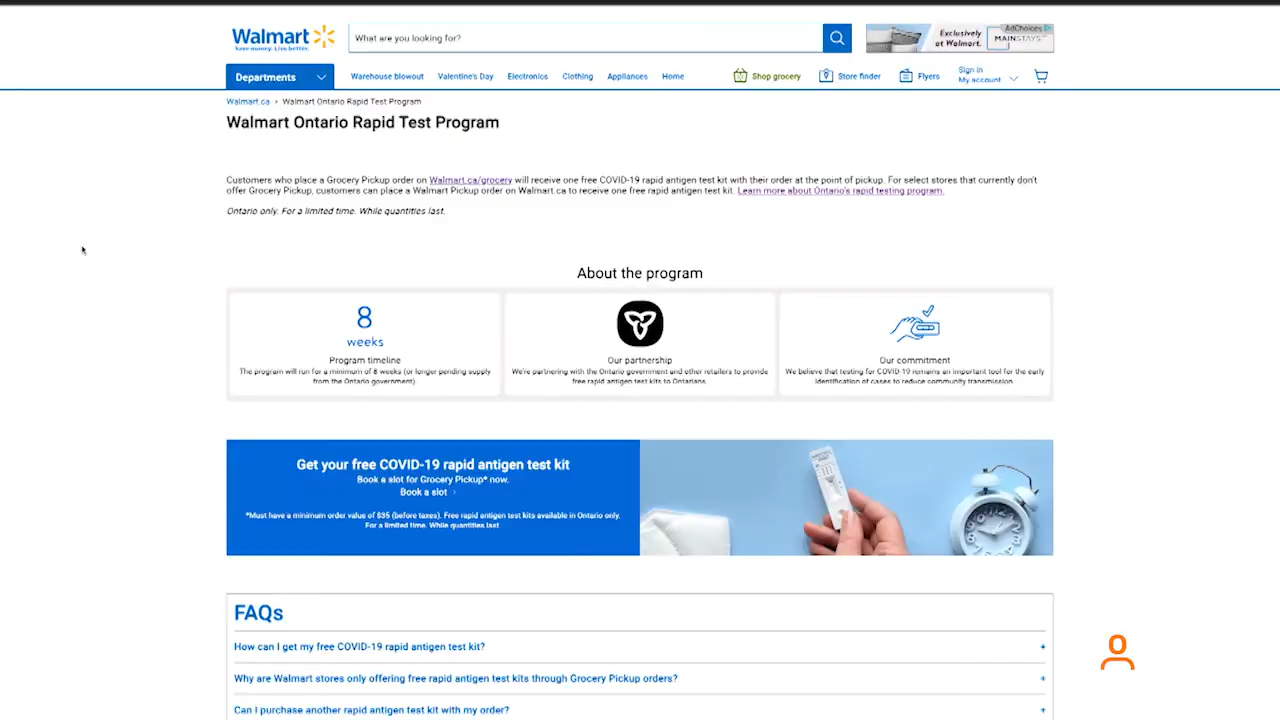 Walmart
Save money. Live better.
What are you looking for?
AdChoices
Exclusively
at Walmart.
MAINSTAYS
Departments
Warehouse blowout
Valentine's Day
Electronics
Clothing
Appliances
Home
Shop grocery
Store finder
Flyers
Sign in
My account
Walmart.ca › Walmart Ontario Rapid Test Program
Walmart Ontario Rapid Test Program
Customers who place a Grocery Pickup order on Walmart.ca/grocery will receive one free COVID-19 rapid antigen test kit with their order at the point of pickup. For select stores that currently don't
offer Grocery Pickup, customers can place a Walmart Pickup order on Walmart.ca to receive one free rapid antigen test kit. Learn more about Ontario's rapid testing program.
Ontario only. For a limited time. While quantities last.
About the program
8
weeks
Program timeline
The program will run for a minimum of 8 weeks (or longer pending supply
from the Ontario government).
Our partnership
We're partnering with the Ontario government and other retailers to provide
free rapid antigen test kits to Ontarians.
Our commitment
We believe that testing for COVID-19 remains an important tool for the early
identification of cases to reduce community transmission.
Get your free COVID-19 rapid antigen test kit
Book a slot for Grocery Pickup* now.
Book a slot ›
*Must have a minimum order value of $35 (before taxes). Free rapid antigen test kits available in Ontario only.
For a limited time. While quantities last.
FAQs
How can I get my free COVID-19 rapid antigen test kit? +
Why are Walmart stores only offering free rapid antigen test kits through Grocery Pickup orders? +
Can I purchase another rapid antigen test kit with my order? +